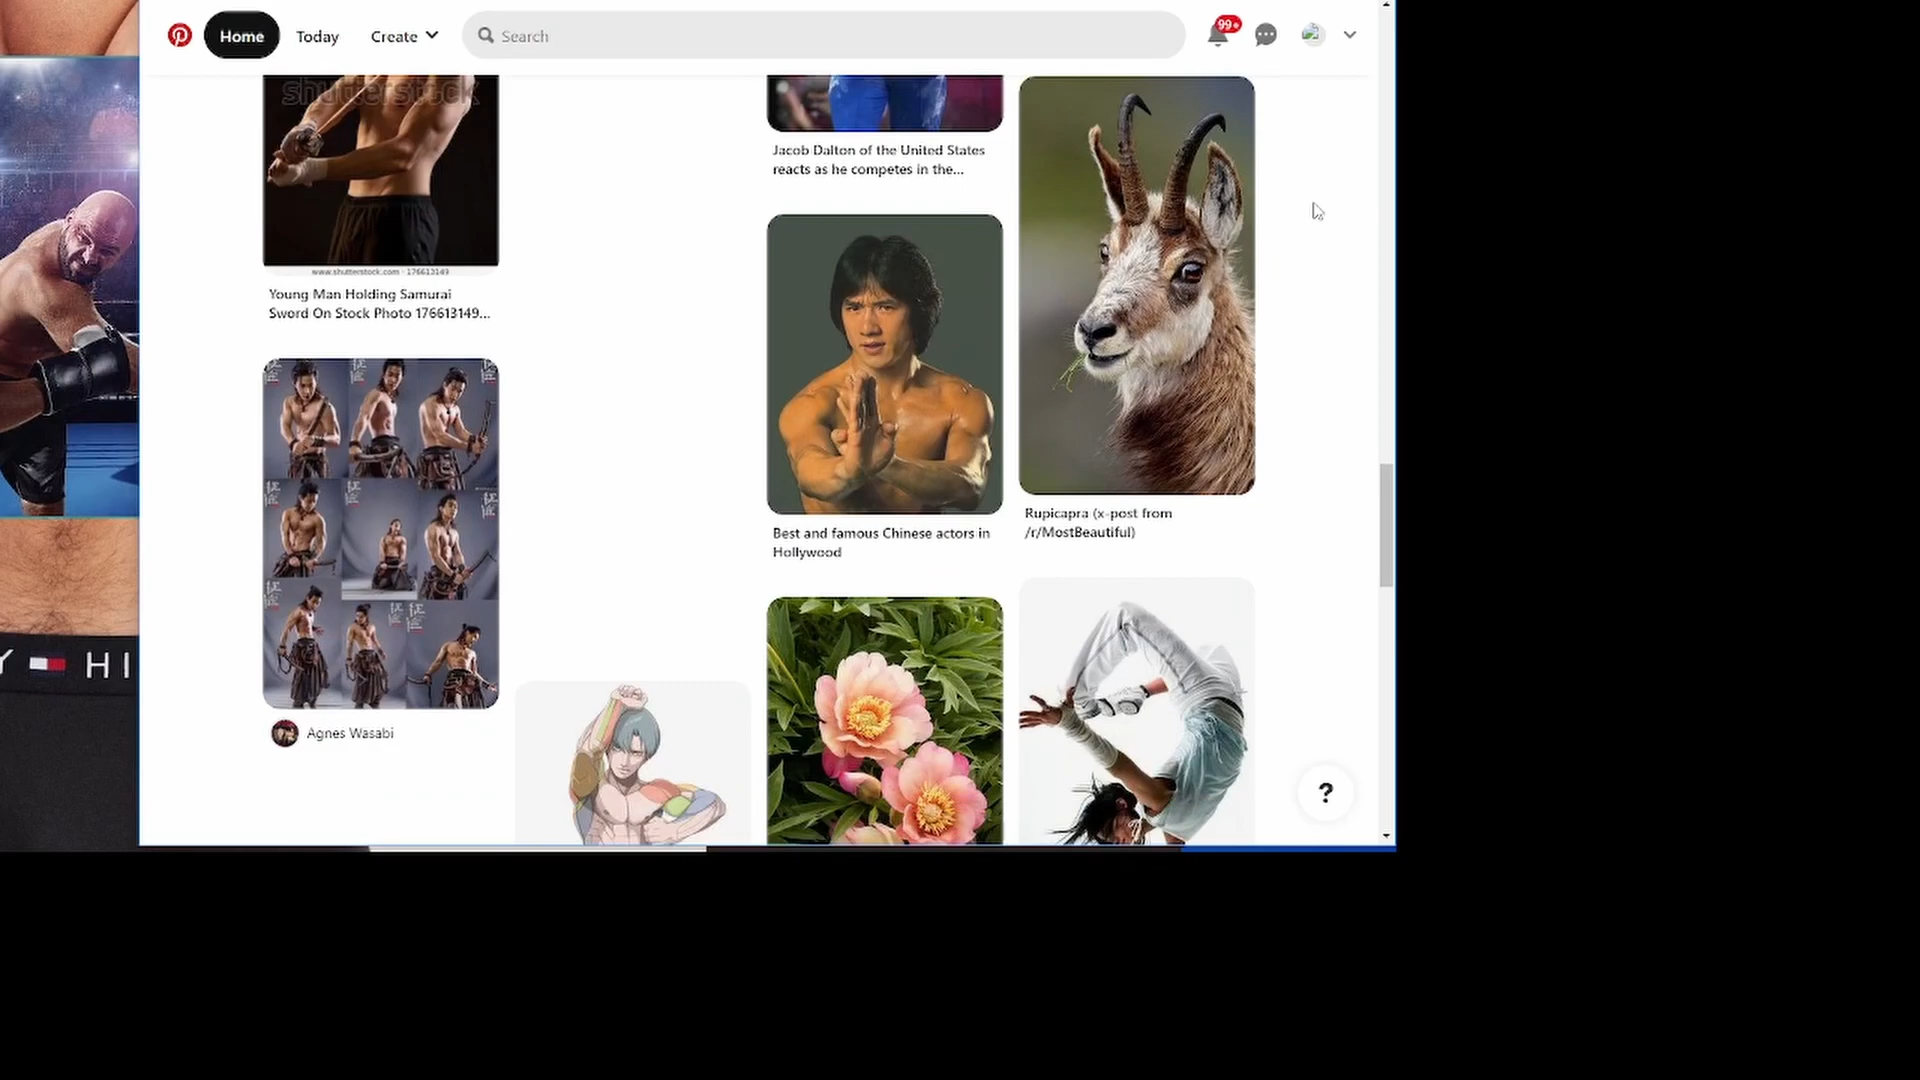 Home
Today
Create
Search
99+
shutterstock
www.shutterstock.com · 176613149
Young Man Holding Samurai
Sword On Stock Photo 176613149...
Agnes Wasabi
Jacob Dalton of the United States
reacts as he competes in the...
Best and famous Chinese actors in
Hollywood
Rupicapra (x-post from
/r/MostBeautiful)
Y HI
?